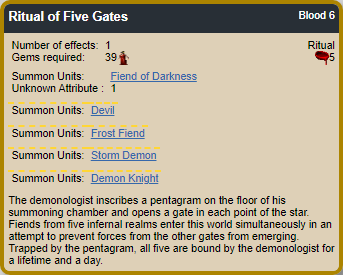 Ritual of Five Gates Blood 6
Number of effects: 1 Ritual
Gems required: 39 5
Summon Units: Fiend of Darkness
Unknown Attribute : 1
Summon Units: Devil
Summon Units: Frost Fiend
Summon Units: Storm Demon
Summon Units: Demon Knight
The demonologist inscribes a pentagram on the floor of his
summoning chamber and opens a gate in each point of the star.
Fiends from five infernal realms enter this world simultaneously in an
attempt to prevent forces from the other gates from emerging.
Trapped by the pentagram, all five are bound by the demonologist for
a lifetime and a day.